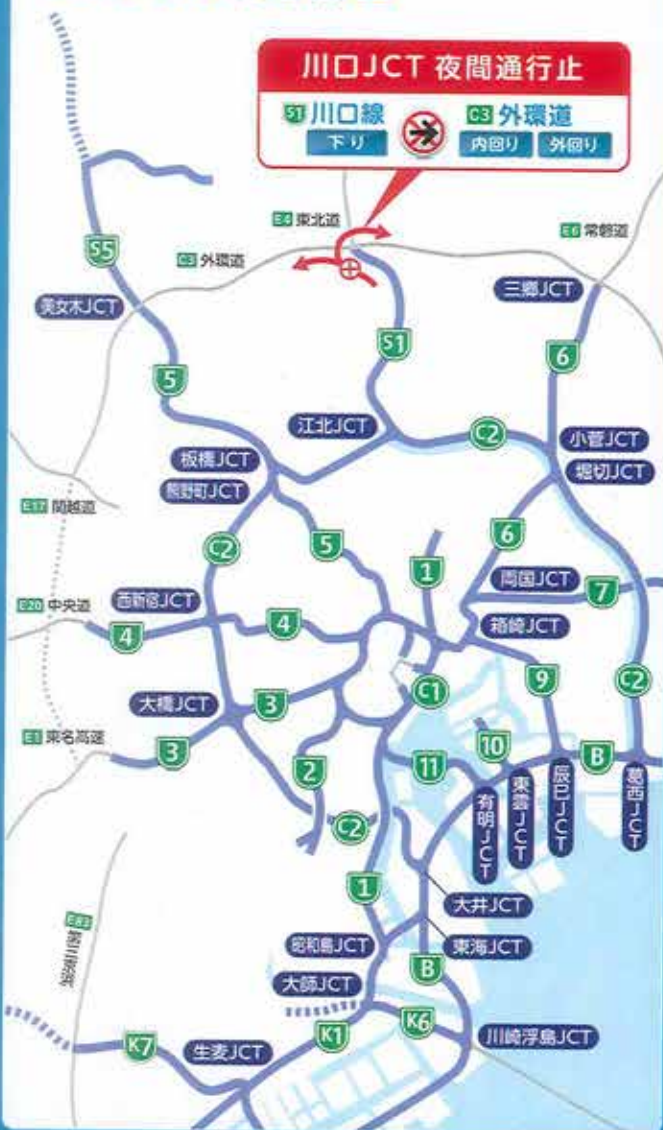 川口JCT 夜間通行止
S1 川口線 C3 外環道
下り 内回り 外回り
E4 東北道
E6 常磐道
C3 外環道
S5
美女木JCT
三郷JCT
S1
6
5
江北JCT
C2
小菅JCT
板橋JCT
堀切JCT
熊野町JCT
E17 関越道
C2
5
6
1
両国JCT
7
E20 中央道
西新宿JCT
4
4
箱崎JCT
C1
9
C2
大橋JCT
3
E1 東名高速
3
2
11
10
B
有明JCT
東雲JCT
辰巳JCT
葛西JCT
C2
1
大井JCT
昭和島JCT
東海JCT
E83
B
大師JCT
K7
生麦JCT
K1
K6
川崎浮島JCT